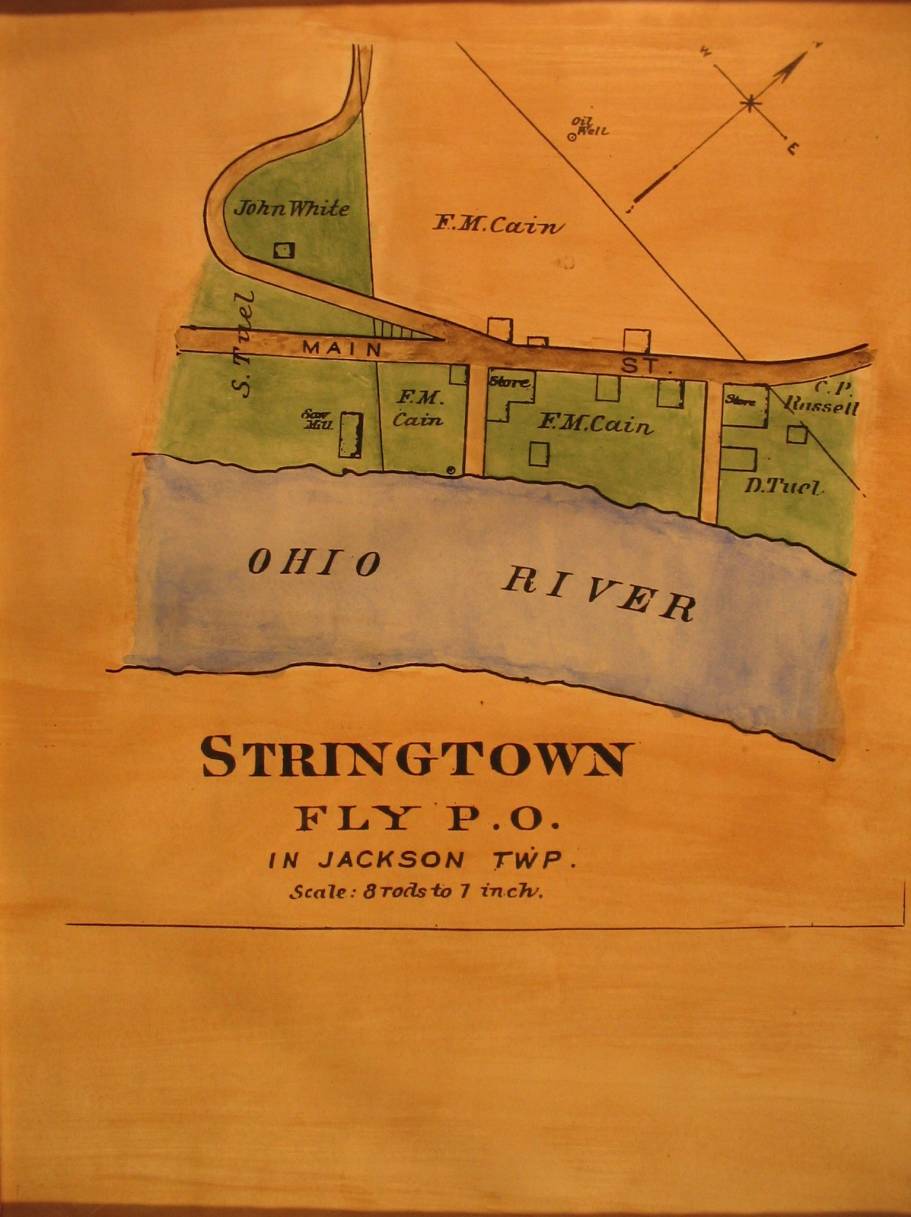 W
N
E
Oil
Well
John White
F.M.Cain
S. Tuel
MAIN ST.
Store
Store
C.P.
Russell
F.M.
Cain
F.M.Cain
Saw
Mill
D.Tuel
OHIO RIVER
STRINGTOWN
FLY P.O.
IN JACKSON TWP.
Scale: 8 rods to 1 inch.